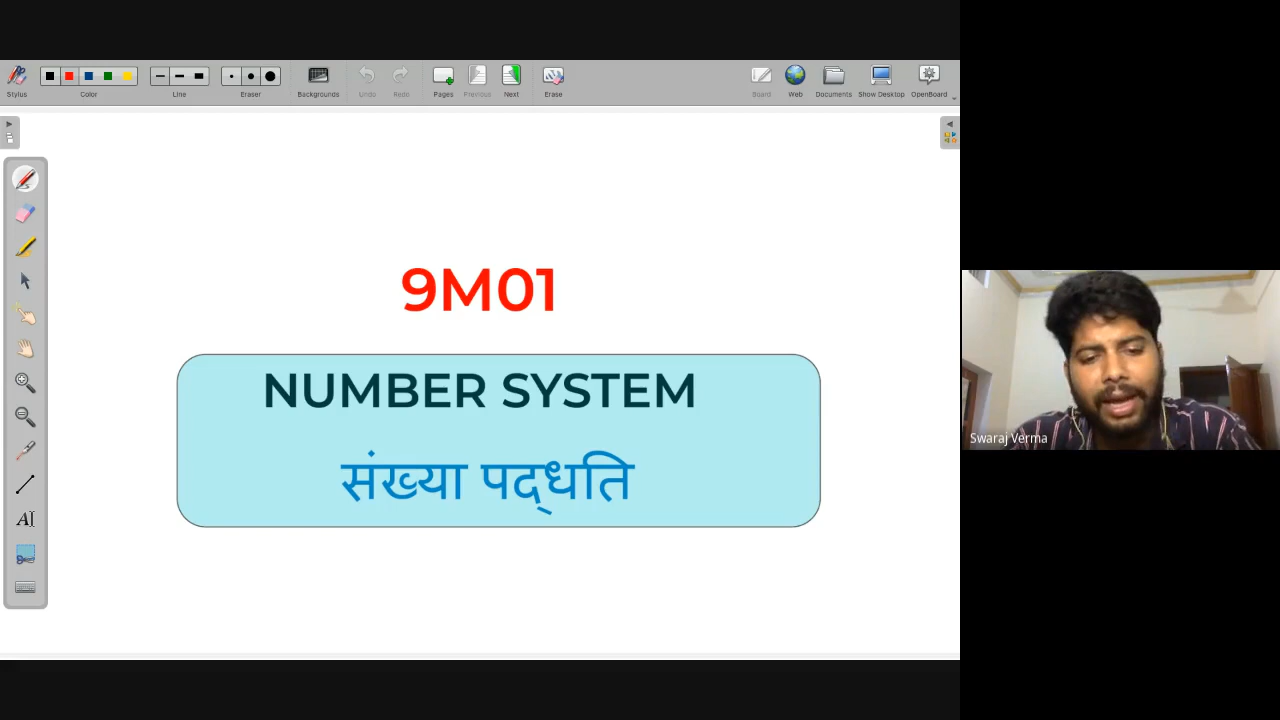 Stylus
Color
Line
Eraser
Backgrounds
Undo
Redo
Pages
Previous
Next
Erase
Board
Web
Documents
Show Desktop
OpenBoard
AI
9M01
NUMBER SYSTEM
संख्या पद्धति
Swaraj Verma